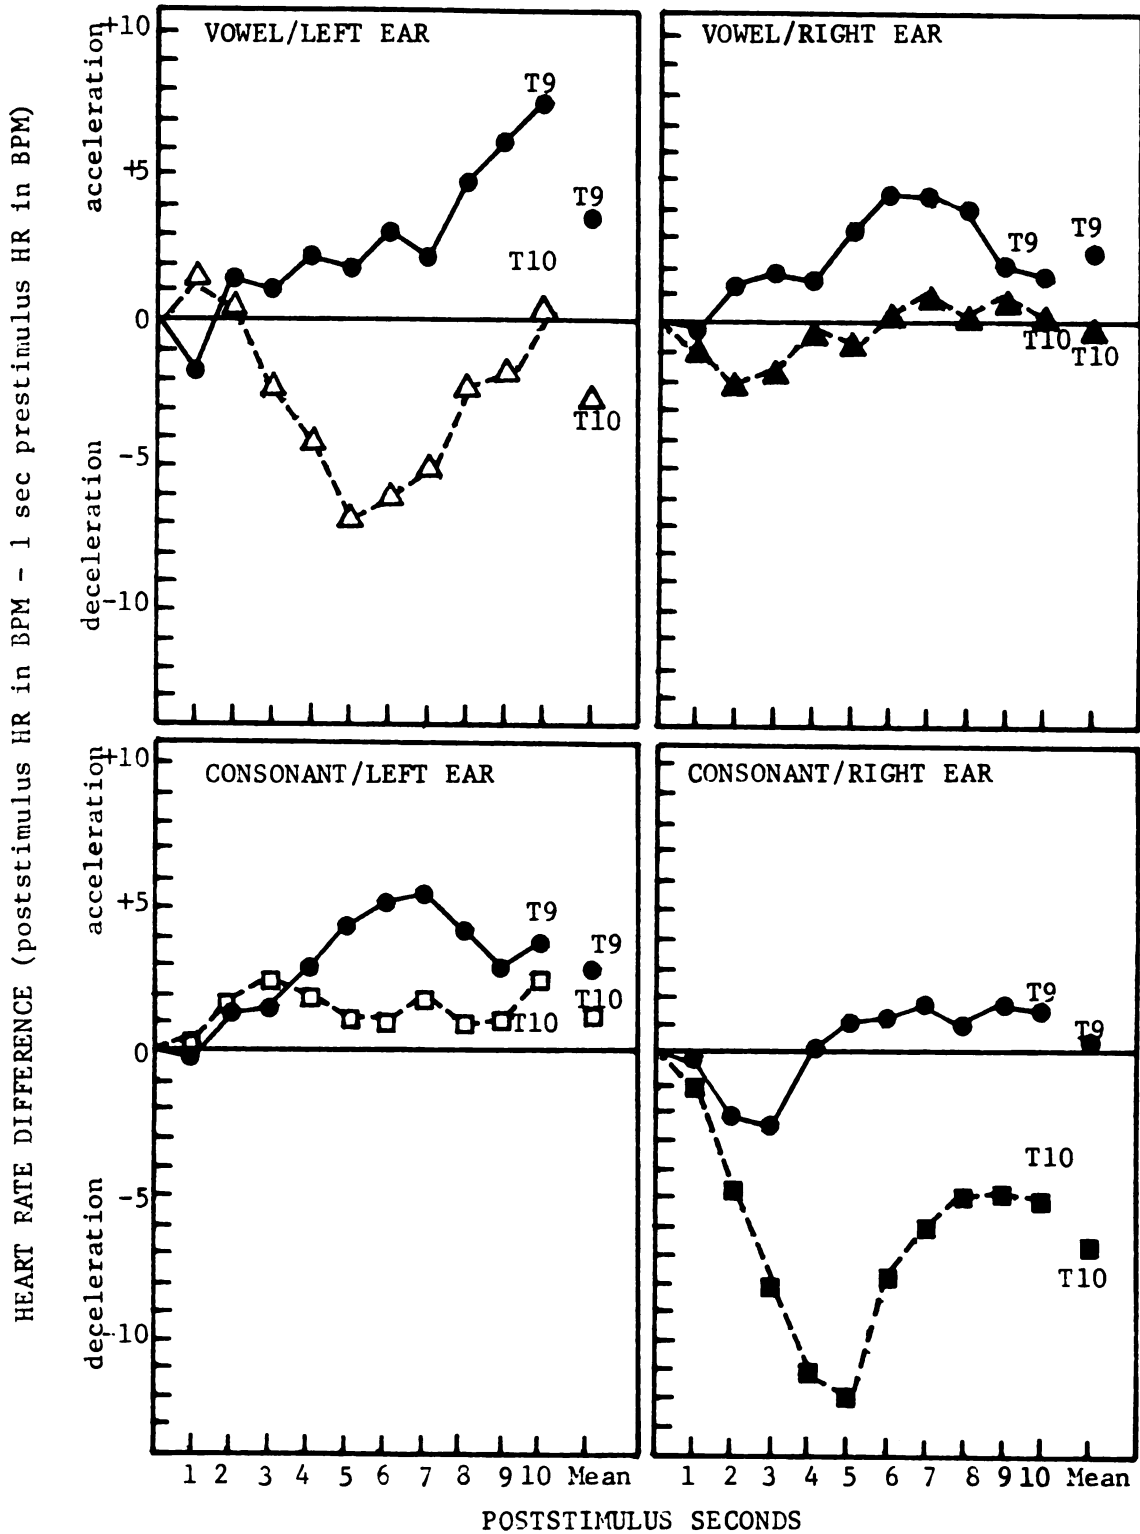 HEART RATE DIFFERENCE (poststimulus HR in BPM - 1 sec prestimulus HR in BPM)
acceleration
deceleration
+10
+5
0
-5
-10
VOWEL/LEFT EAR
T9
T9
T10
T10
VOWEL/RIGHT EAR
T9
T9
T10
T10
acceleration
deceleration
+10
+5
0
-5
-10
CONSONANT/LEFT EAR
T9
T9
T10
T10
CONSONANT/RIGHT EAR
T9
T9
T10
T10
1 2 3 4 5 6 7 8 9 10 Mean
1 2 3 4 5 6 7 8 9 10 Mean
POSTSTIMULUS SECONDS